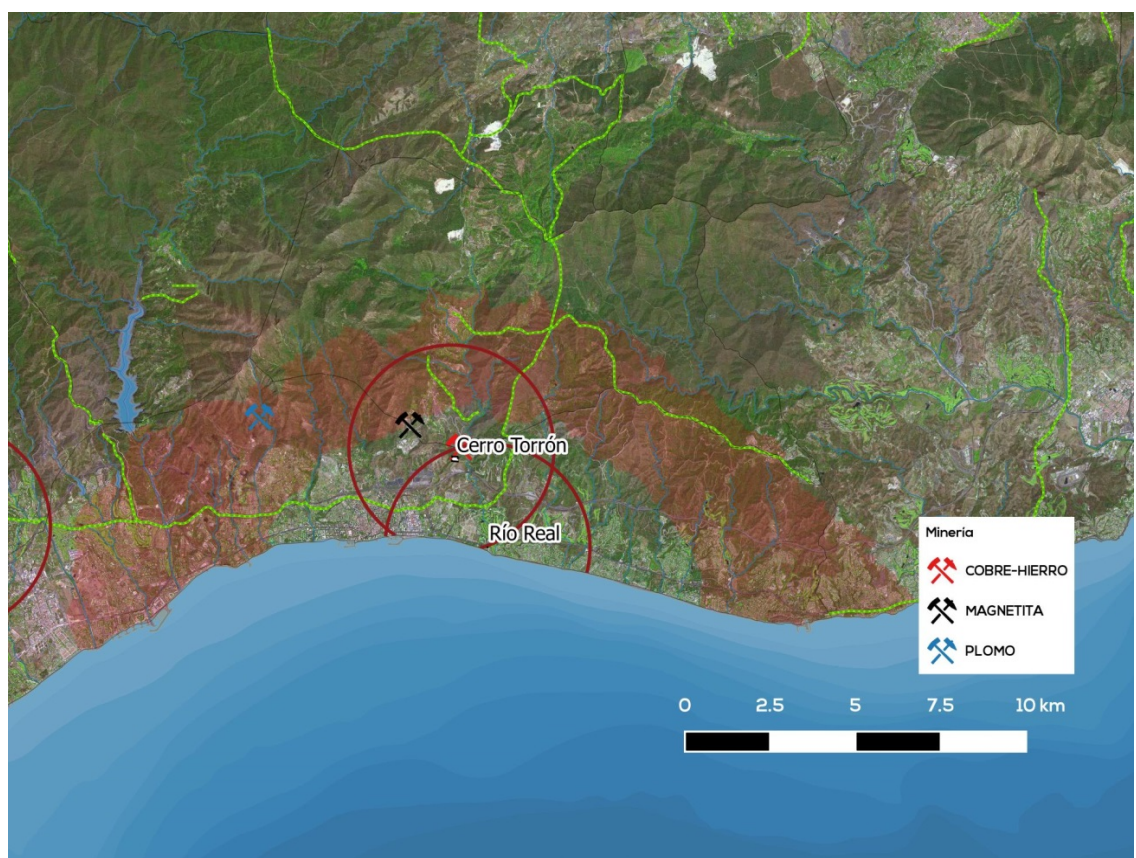 Cerro Torrón
Río Real
Minería
COBRE-HIERRO
MAGNETITA
PLOMO
0 2.5 5 7.5 10 km